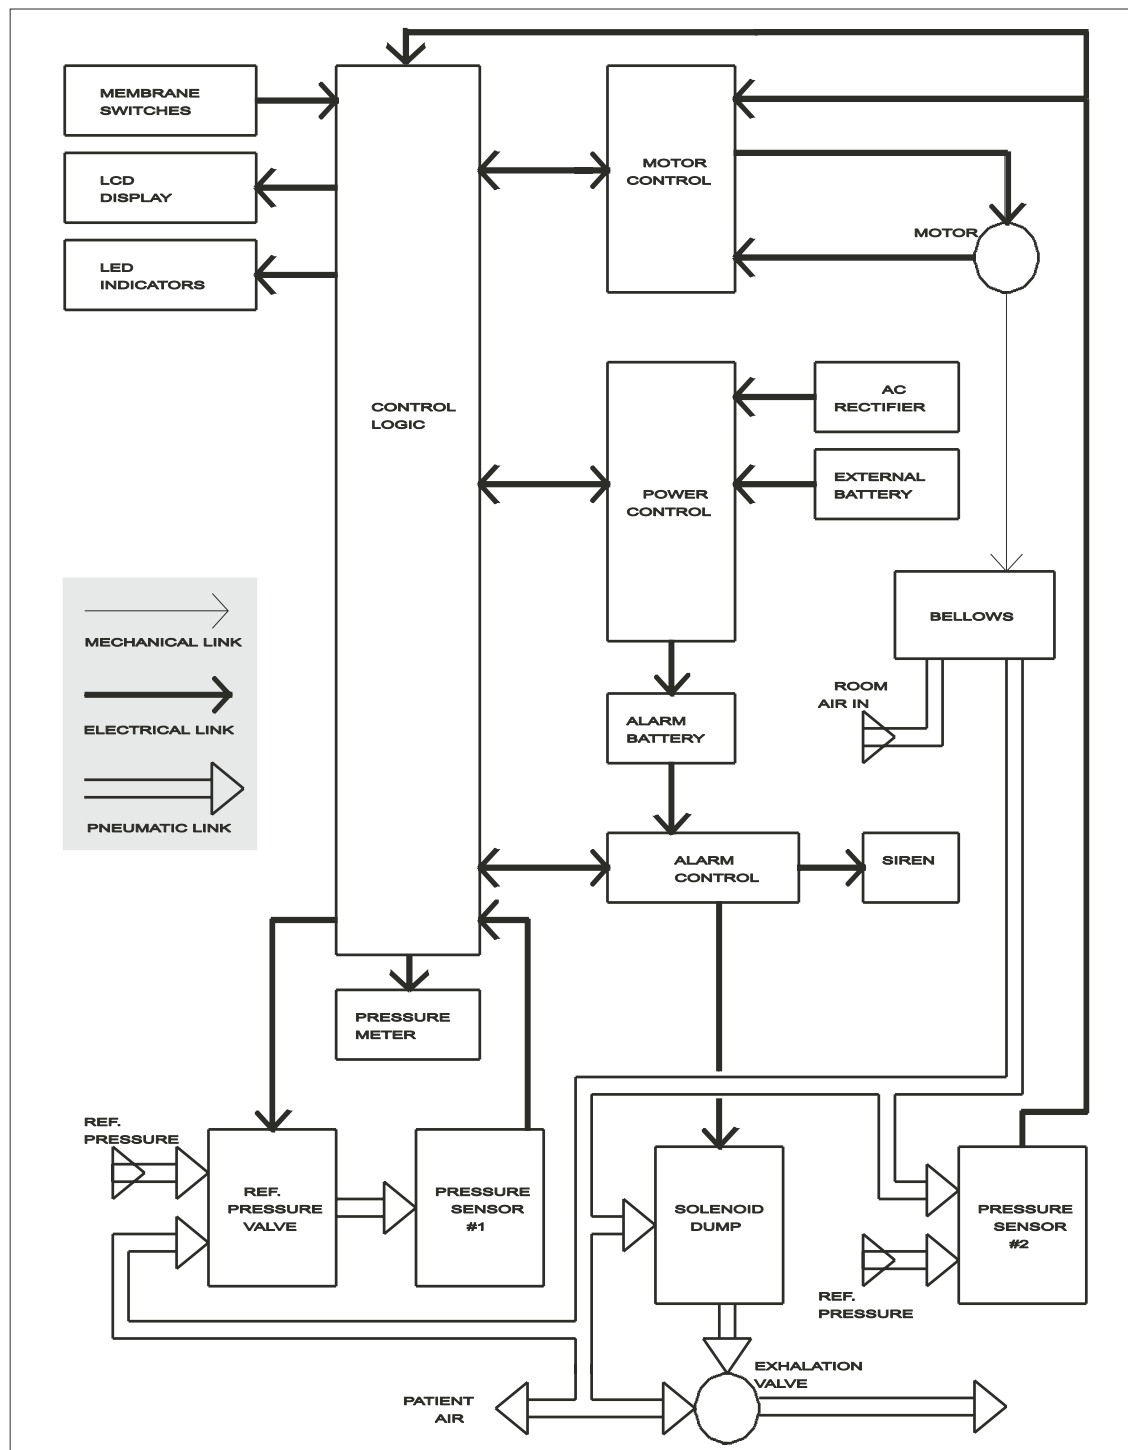 MEMBRANE
SWITCHES
LCD
DISPLAY
LED
INDICATORS
CONTROL
LOGIC
MOTOR
CONTROL
MOTOR
AC
RECTIFIER
EXTERNAL
BATTERY
POWER
CONTROL
BELLOWS
ROOM
AIR IN
MECHANICAL LINK
ELECTRICAL LINK
PNEUMATIC LINK
ALARM
BATTERY
ALARM
CONTROL
SIREN
PRESSURE
METER
REF.
PRESSURE
REF.
PRESSURE
VALVE
PRESSURE
SENSOR
#1
SOLENOID
DUMP
PRESSURE
SENSOR
#2
REF.
PRESSURE
EXHALATION
VALVE
PATIENT
AIR